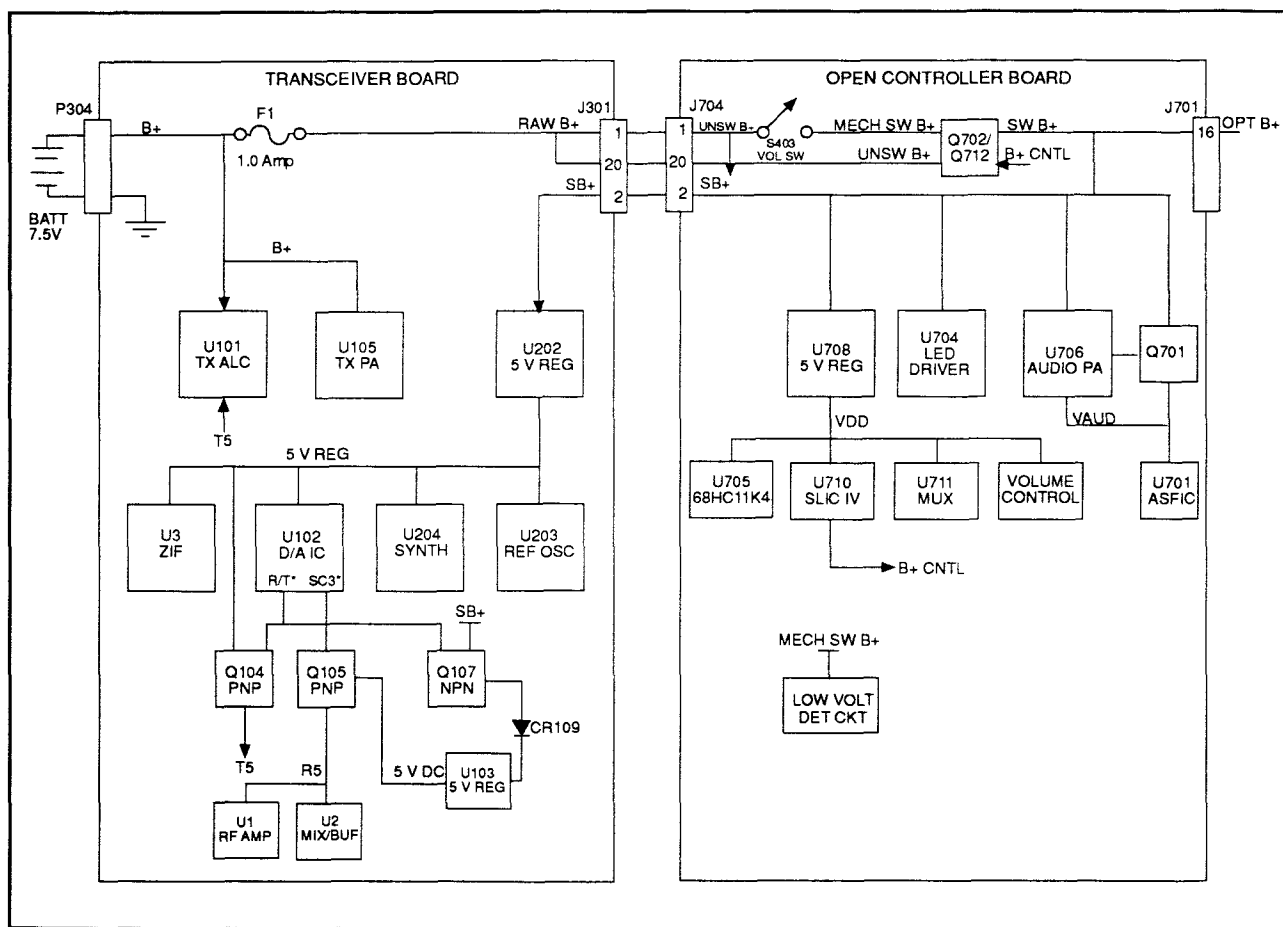 TRANSCEIVER BOARD
OPEN CONTROLLER BOARD
P304
B+
F1
1.0 Amp
RAW B+
J301
1
20
2
SB+
BATT
7.5V
B+
U101
TX ALC
T5
U105
TX PA
U202
5 V REG
5 V REG
U3
ZIF
U102
D/A IC
R/T* SC3*
U204
SYNTH
U203
REF OSC
SB+
Q104
PNP
Q105
PNP
Q107
NPN
CR109
T5
R5
5 V DC
U103
5 V REG
U1
RF AMP
U2
MIX/BUF
J704
1
20
2
UNSW B+
S403
VOL SW
MECH SW B+
UNSW B+
Q702/
Q712
SW B+
B+ CNTL
J701
16
OPT B+
SB+
U708
5 V REG
U704
LED
DRIVER
U706
AUDIO PA
Q701
VDD
VAUD
U705
68HC11K4
U710
SLIC IV
U711
MUX
VOLUME
CONTROL
U701
ASFIC
B+ CNTL
MECH SW B+
LOW VOLT
DET CKT